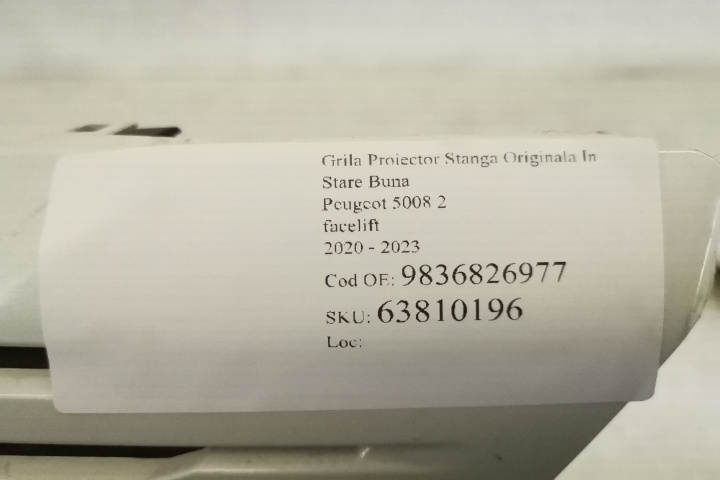 Grila Proiector Stanga Originala In
Stare Buna
Peugeot 5008 2
facelift
2020 - 2023
Cod OE: 9836826977
SKU: 63810196
Loc: